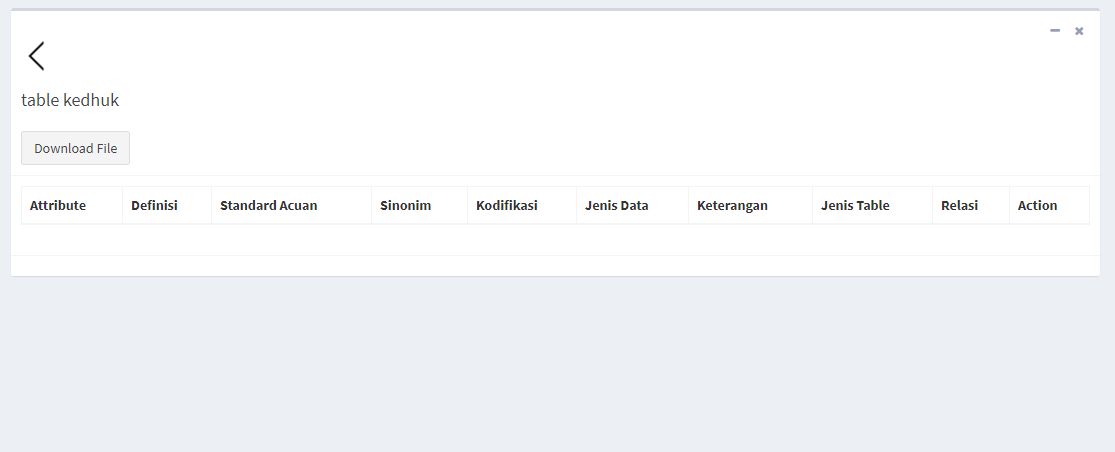 table kedhuk
Download File
Attribute Definisi Standard Acuan Sinonim Kodifikasi Jenis Data Keterangan Jenis Table Relasi Action